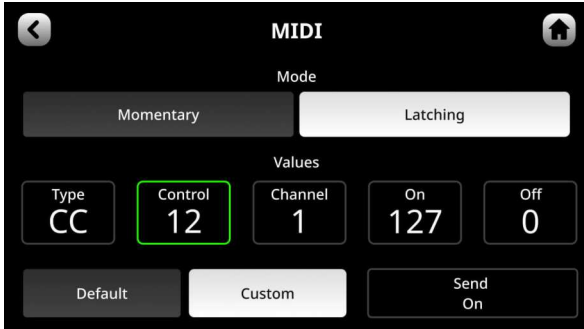 MIDI
Mode
Momentary
Latching
Values
Type
CC
Control
12
Channel
1
On
127
Off
0
Default
Custom
Send
On